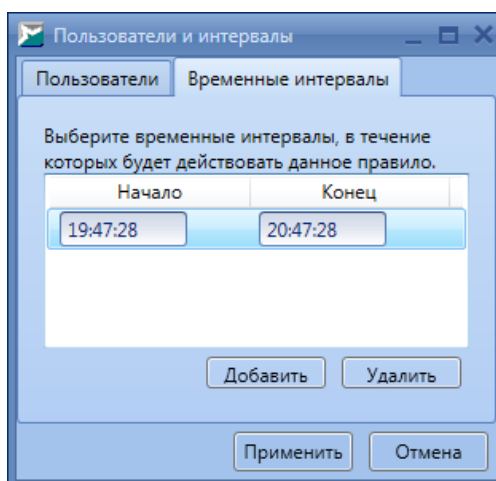 Пользователи и интервалы
Пользователи Временные интервалы
Выберите временные интервалы, в течение
которых будет действовать данное правило.
Начало Конец
19:47:28 20:47:28
Добавить Удалить
Применить Отмена